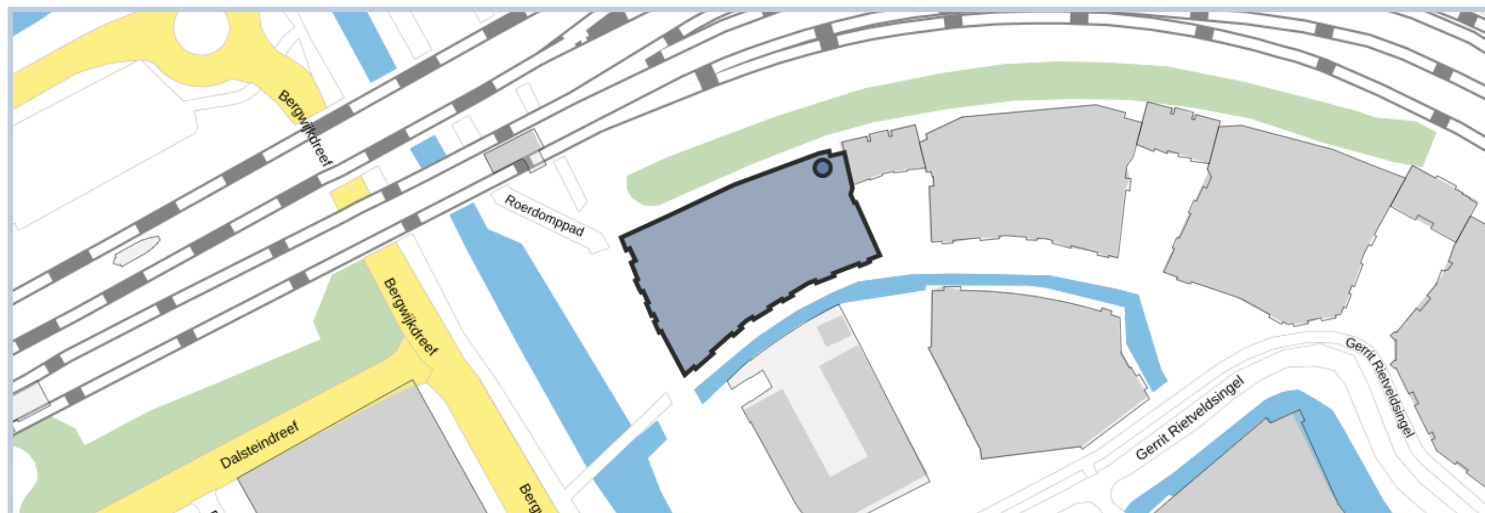 Bergwijkdreef
Roerdomppad
Bergwijkdreef
Dalsteindreef
Gerrit Rietveldsingel
Gerrit Rietveldsingel